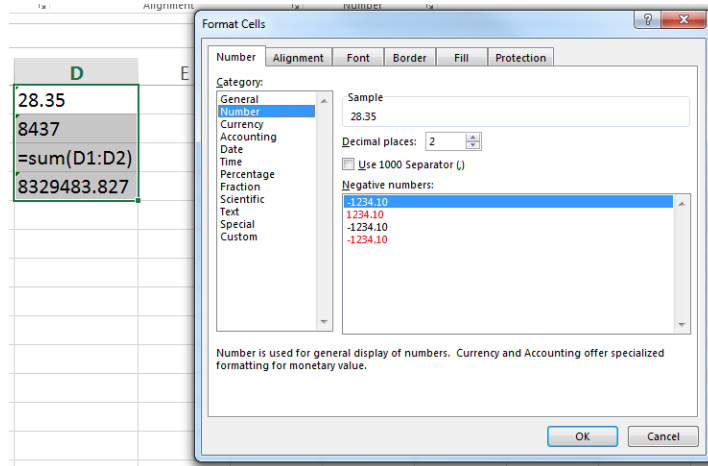 Alignment
Number
Format Cells
?
X
Number Alignment Font Border Fill Protection
D E
28.35
8437
=sum(D1:D2)
8329483.827
Category:
General
Number
Currency
Accounting
Date
Time
Percentage
Fraction
Scientific
Text
Special
Custom
Sample
28.35
Decimal places: 2
Use 1000 Separator (,)
Negative numbers:
-1234.10
1234.10
-1234.10
-1234.10
Number is used for general display of numbers. Currency and Accounting offer specialized
formatting for monetary value.
OK Cancel